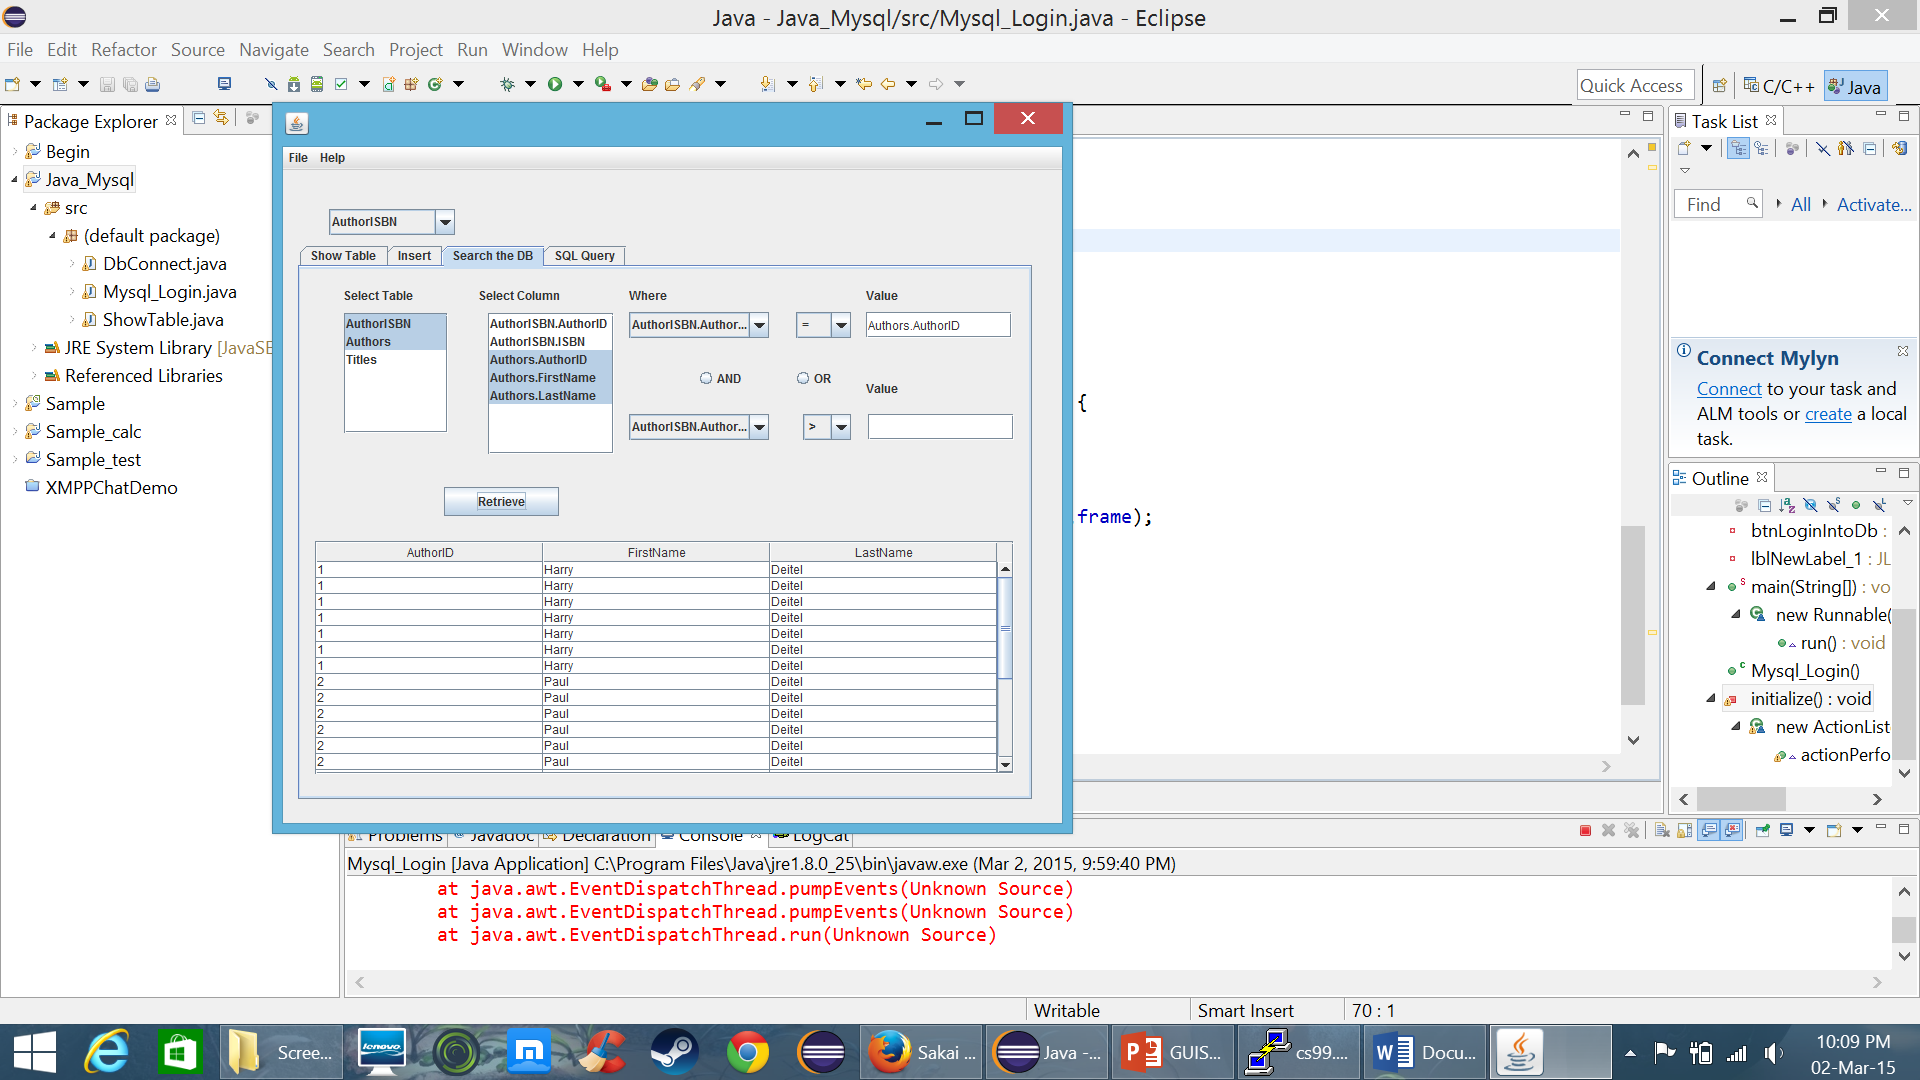 Java - Java_Mysql/src/Mysql_Login.java - Eclipse
File Edit Refactor Source Navigate Search Project Run Window Help
Quick Access C/C++ Java
Package Explorer
Begin
Java_Mysql
src
(default package)
DbConnect.java
Mysql_Login.java
ShowTable.java
JRE System Library [JavaSE
Referenced Libraries
Sample
Sample_calc
Sample_test
XMPPChatDemo
File Help
AuthorISBN
Show Table Insert Search the DB SQL Query
Select Table Select Column Where Value
AuthorISBN
Authors
Titles
AuthorISBN.AuthorID
AuthorISBN.ISBN
Authors.AuthorID
Authors.FirstName
Authors.LastName
AuthorISBN.Author... = Authors.AuthorID
AND OR Value
AuthorISBN.Author... >
Retrieve
AuthorID FirstName LastName
1 Harry Deitel
1 Harry Deitel
1 Harry Deitel
1 Harry Deitel
1 Harry Deitel
1 Harry Deitel
1 Harry Deitel
2 Paul Deitel
2 Paul Deitel
2 Paul Deitel
2 Paul Deitel
2 Paul Deitel
2 Paul Deitel
{
.frame);
Task List
Find All Activate...
Connect Mylyn
Connect to your task and
ALM tools or create a local
task.
Outline
btnLoginIntoDb :
lblNewLabel_1 : JL
main(String[]) : vo
new Runnable(
run() : void
Mysql_Login()
initialize() : void
new ActionList
actionPerfo
Problems Javadoc Declaration Console LogCat
Mysql_Login [Java Application] C:\Program Files\Java\jre1.8.0_25\bin\javaw.exe (Mar 2, 2015, 9:59:40 PM)
at java.awt.EventDispatchThread.pumpEvents(Unknown Source)
at java.awt.EventDispatchThread.pumpEvents(Unknown Source)
at java.awt.EventDispatchThread.run(Unknown Source)
Writable Smart Insert 70 : 1
Scree... lenovo Sakai ... Java -... GUIS... cs99.... Docu...
10:09 PM
02-Mar-15